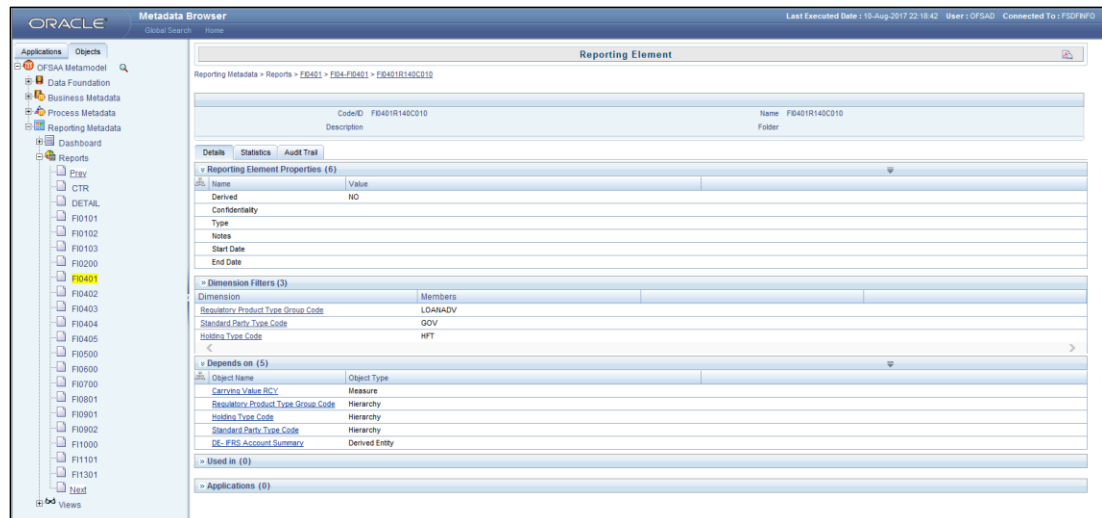 ORACLE
Metadata Browser
Last Executed Date : 10-Aug-2017 22:18:42 User : OFSAD Connected To : FSDFINFO
Global Search Home
Applications Objects
OFSAA Metamodel
Data Foundation
Business Metadata
Process Metadata
Reporting Metadata
Dashboard
Reports
Prev
CTR
DETAIL
FI0101
FI0102
FI0103
FI0200
FI0401
FI0402
FI0403
FI0404
FI0405
FI0500
FI0600
FI0700
FI0801
FI0901
FI0902
FI1000
FI1101
FI1301
Next
Views
Reporting Element
Reporting Metadata > Reports > FI0401 > FI04-FI0401 > FI0401R140C010
Code/ID FI0401R140C010 Name FI0401R140C010
Description Folder
Details Statistics Audit Trail
Reporting Element Properties (6)
Name Value
Derived NO
Confidentiality
Type
Notes
Start Date
End Date
» Dimension Filters (3)
Dimension Members
Regulatory Product Type Group Code LOANADV
Standard Party Type Code GOV
Holding Type Code HFT
Depends on (5)
Object Name Object Type
Carrying Value RCY Measure
Regulatory Product Type Group Code Hierarchy
Holding Type Code Hierarchy
Standard Party Type Code Hierarchy
DE- IFRS Account Summary Derived Entity
» Used in (0)
» Applications (0)